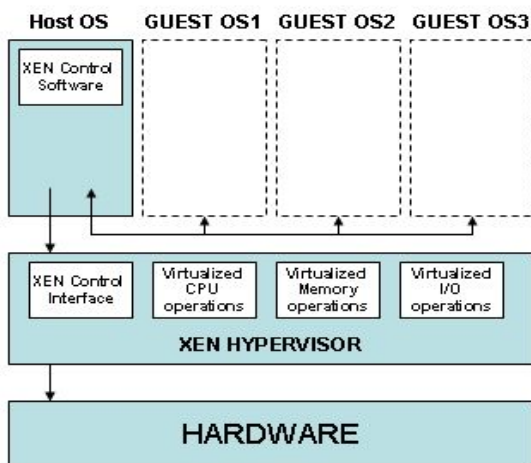 Host OS
GUEST OS1
GUEST OS2
GUEST OS3
XEN Control
Software
XEN Control
Interface
Virtualized
CPU
operations
Virtualized
Memory
operations
Virtualized
I/O
operations
XEN HYPERVISOR
HARDWARE